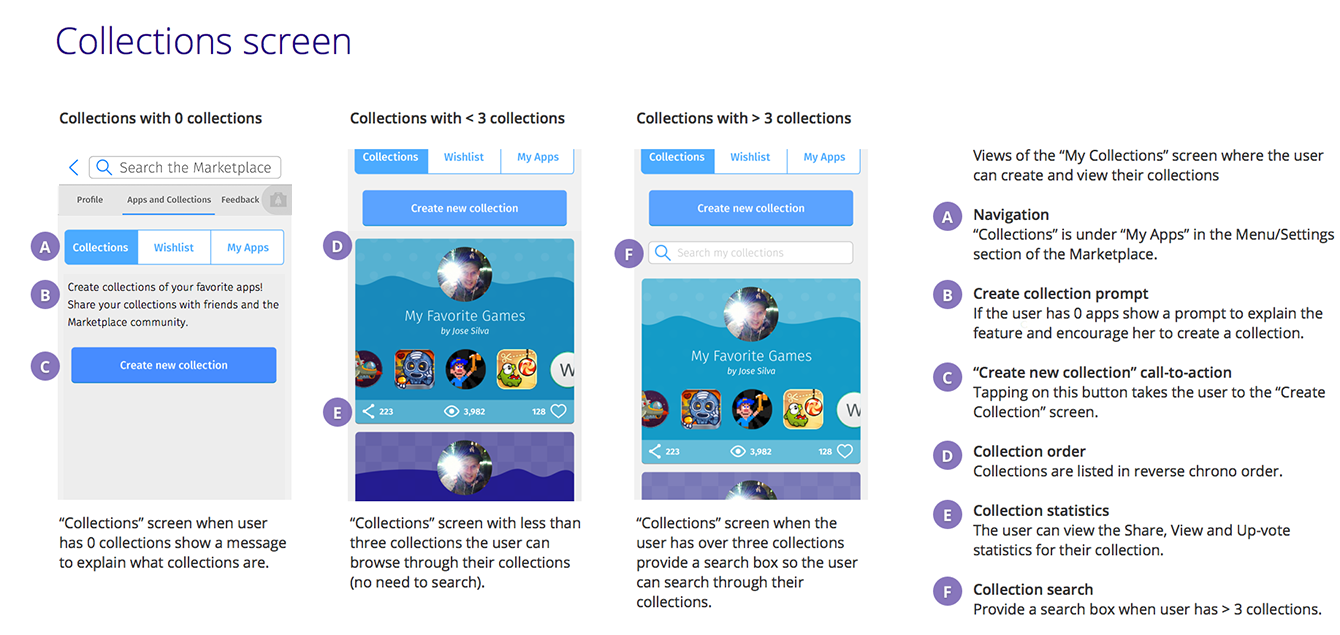 Collections screen
Collections with 0 collections
Search the Marketplace
Profile
Apps and Collections
Feedback
A
Collections
Wishlist
My Apps
B
Create collections of your favorite apps!
Share your collections with friends and the
Marketplace community.
C
Create new collection
“Collections” screen when user
has 0 collections show a message
to explain what collections are.
Collections with < 3 collections
Collections
Wishlist
My Apps
Create new collection
D
My Favorite Games
by Jose Silva
W
E
223
3,982
128
“Collections” screen with less than
three collections the user can
browse through their collections
(no need to search).
Collections with > 3 collections
Collections
Wishlist
My Apps
Create new collection
F
Search my collections
My Favorite Games
by Jose Silva
W
223
3,982
128
“Collections” screen when the
user has over three collections
provide a search box so the user
can search through their
collections.
Views of the “My Collections” screen where the user
can create and view their collections
A
Navigation
“Collections” is under “My Apps” in the Menu/Settings
section of the Marketplace.
B
Create collection prompt
If the user has 0 apps show a prompt to explain the
feature and encourage her to create a collection.
C
“Create new collection” call-to-action
Tapping on this button takes the user to the “Create
Collection” screen.
D
Collection order
Collections are listed in reverse chrono order.
E
Collection statistics
The user can view the Share, View and Up-vote
statistics for their collection.
F
Collection search
Provide a search box when user has > 3 collections.